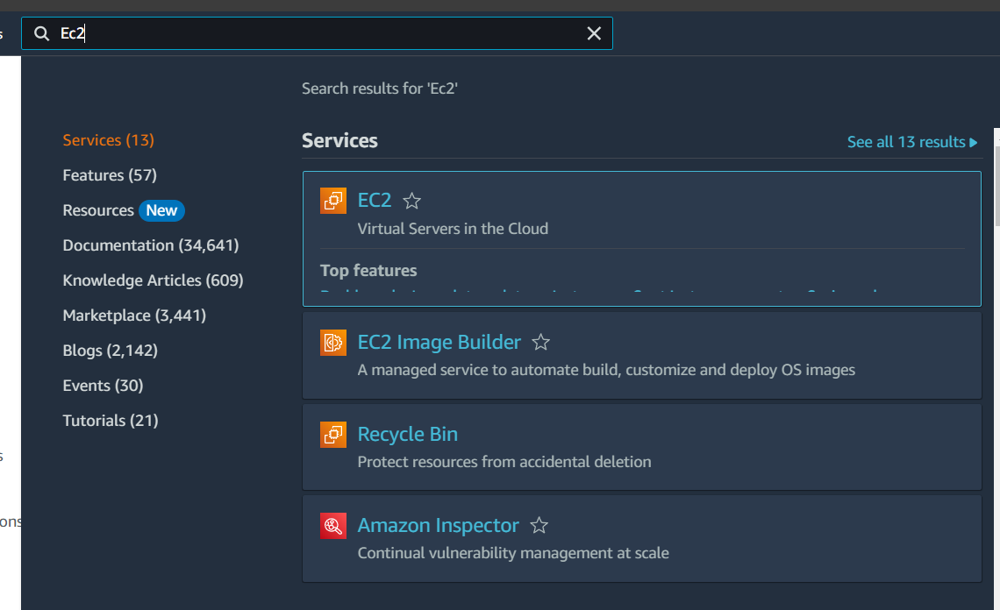 s
Ec2
Search results for 'Ec2'
Services (13)
Features (57)
Resources New
Documentation (34,641)
Knowledge Articles (609)
Marketplace (3,441)
Blogs (2,142)
Events (30)
Tutorials (21)
Services
See all 13 results
EC2
Virtual Servers in the Cloud
Top features
EC2 Image Builder
A managed service to automate build, customize and deploy OS images
Recycle Bin
Protect resources from accidental deletion
Amazon Inspector
Continual vulnerability management at scale
s
ons